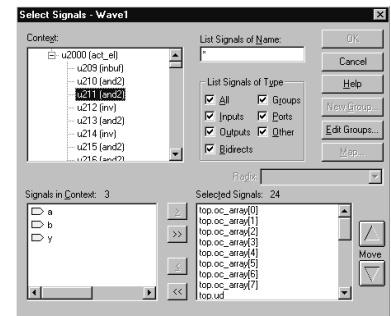 Select Signals - Wave1
Context:
u2000 (act_el)
u209 (inbuf)
u210 (and2)
u211 (and2)
u212 (inv)
u213 (and2)
u214 (inv)
u215 (and2)
u216 (and2)
List Signals of Name:
*
List Signals of Type
All
Groups
Inputs
Ports
Outputs
Other
Bidirects
OK
Cancel
Help
New Group...
Edit Groups...
Map...
Radix:
Signals in Context: 3
a
b
y
>
>>
<
<<
Selected Signals: 24
top.oc_array[0]
top.oc_array[1]
top.oc_array[2]
top.oc_array[3]
top.oc_array[4]
top.oc_array[5]
top.oc_array[6]
top.oc_array[7]
top.ud
Move